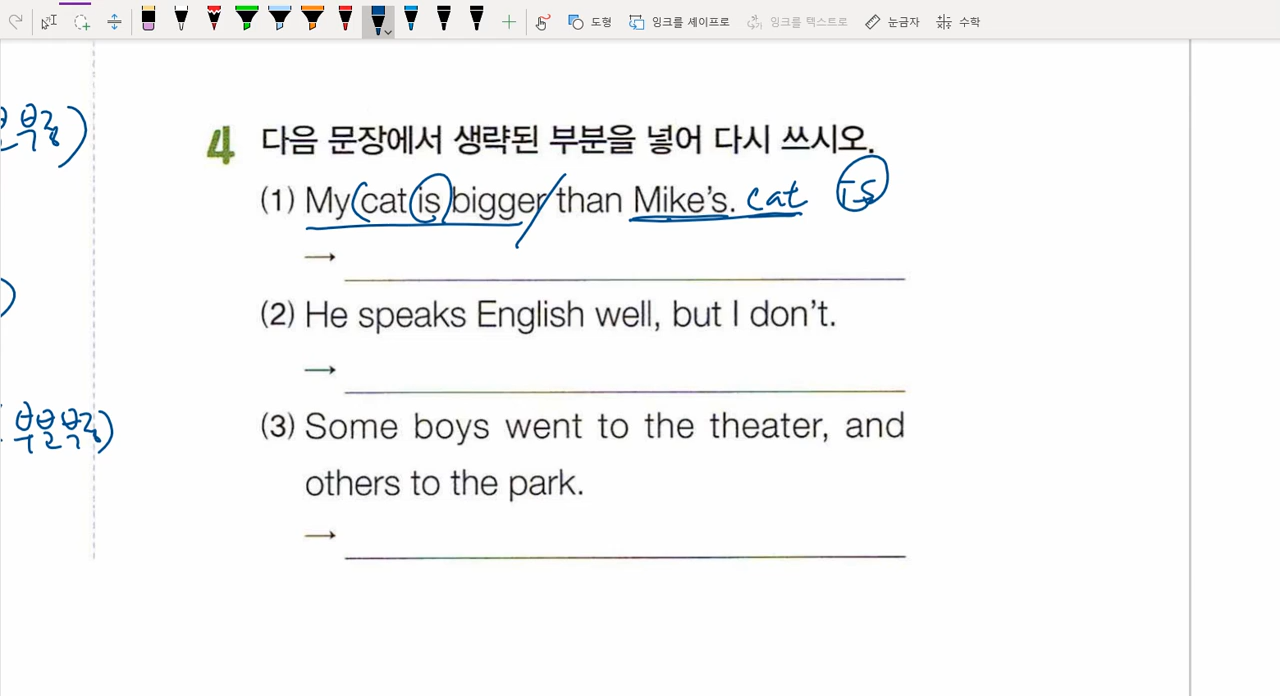 도형 잉크를 셰이프로 잉크를 텍스트로 눈금자 수학
4 다음 문장에서 생략된 부분을 넣어 다시 쓰시오.
(1) My cat is bigger than Mike's. cat is
→
(2) He speaks English well, but I don't.
→
(3) Some boys went to the theater, and
others to the park.
→